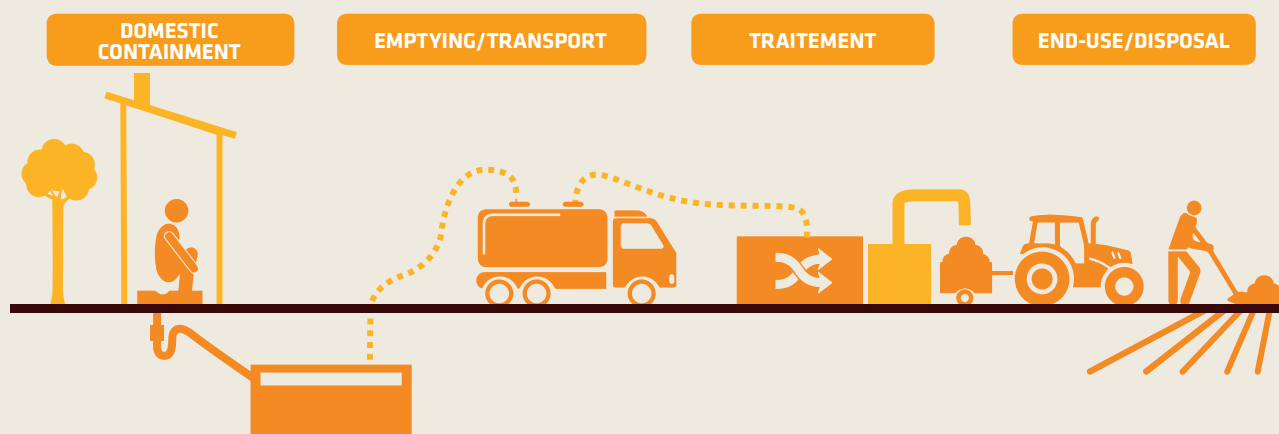 DOMESTIC
CONTAINMENT
EMPTYING/TRANSPORT
TRAITEMENT
END-USE/DISPOSAL